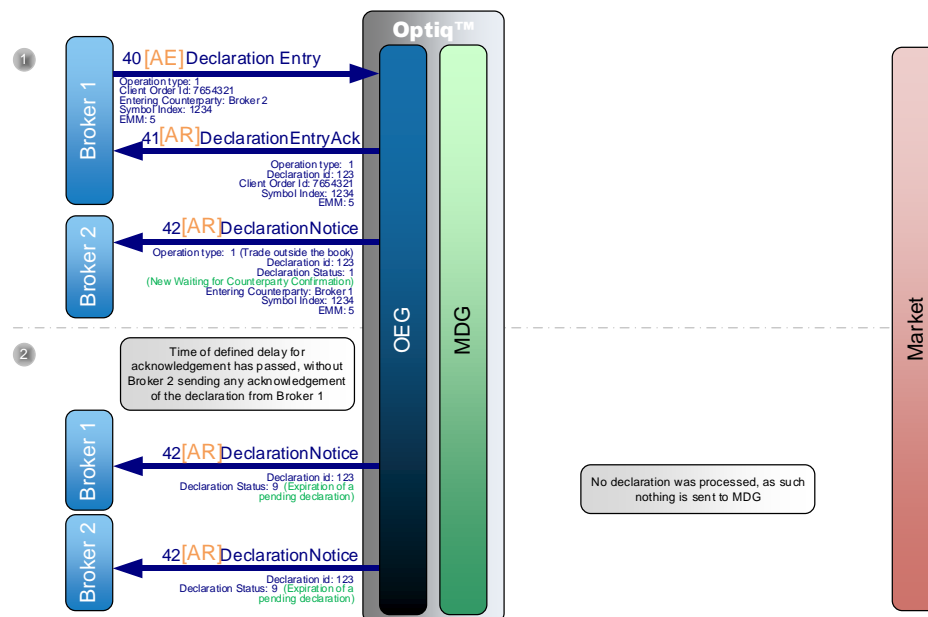 Optiq™
1
Broker 1
40 [AE] Declaration Entry
Operation type: 1
Client Order Id: 7654321
Entering Counterparty: Broker 2
Symbol Index: 1234
EMM: 5
41 [AR] DeclarationEntryAck
Operation type: 1
Declaration id: 123
Client Order Id: 7654321
Symbol Index: 1234
EMM: 5
Broker 2
42 [AR] DeclarationNotice
Operation type: 1 (Trade outside the book)
Declaration id: 123
Declaration Status: 1
(New Waiting for Counterparty Confirmation)
Entering Counterparty: Broker 1
Symbol Index: 1234
EMM: 5
OEG
MDG
Market
2
Time of defined delay for
acknowledgement has passed, without
Broker 2 sending any acknowledgement
of the declaration from Broker 1
Broker 1
42 [AR] DeclarationNotice
Declaration id: 123
Declaration Status: 9 (Expiration of a
pending declaration)
No declaration was processed, as such
nothing is sent to MDG
Broker 2
42 [AR] DeclarationNotice
Declaration id: 123
Declaration Status: 9 (Expiration of a
pending declaration)